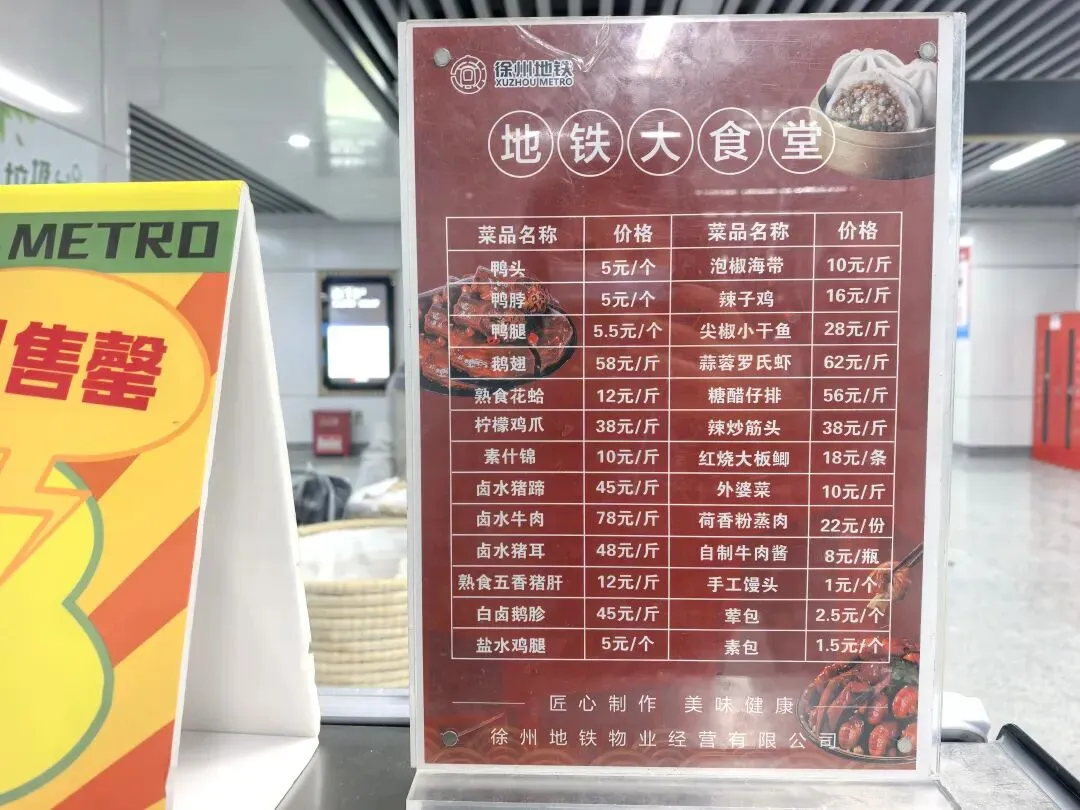 徐州地铁
XUZHOU METRO
地铁大食堂
菜品名称 价格 菜品名称 价格
鸭头 5元/个 泡椒海带 10元/斤
鸭脖 5元/个 辣子鸡 16元/斤
鸭腿 5.5元/个 尖椒小干鱼 28元/斤
鹅翅 58元/斤 蒜蓉罗氏虾 62元/斤
熟食花蛤 12元/斤 糖醋仔排 56元/斤
柠檬鸡爪 38元/斤 辣炒筋头 38元/斤
素什锦 10元/斤 红烧大板鲫 18元/条
卤水猪蹄 45元/斤 外婆菜 10元/斤
卤水牛肉 78元/斤 荷香粉蒸肉 22元/份
卤水猪耳 48元/斤 自制牛肉酱 8元/瓶
熟食五香猪肝 12元/斤 手工馒头 1元/个
白卤鹅胗 45元/斤 荤包 2.5元/个
盐水鸡腿 5元/个 素包 1.5元/个
匠心制作 美味健康
徐州地铁物业经营有限公司
METRO
售罄